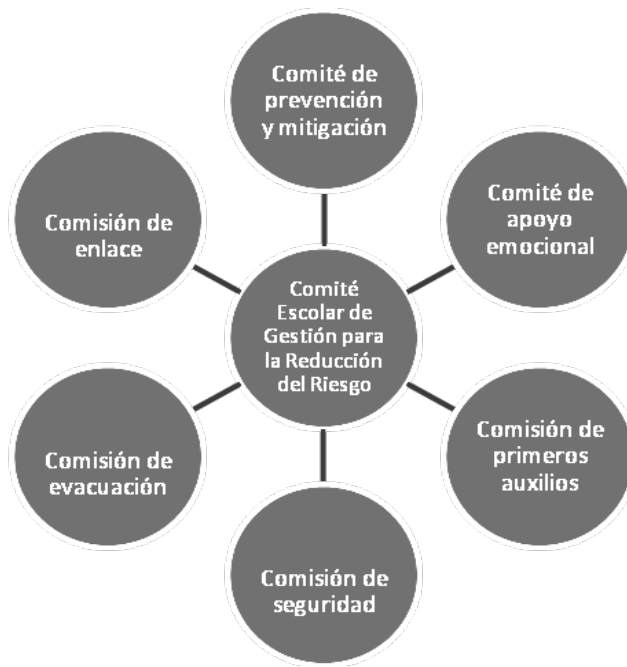 Comité de
prevención
y mitigación
Comité de
apoyo
emocional
Comisión de
enlace
Comité
Escolar de
Gestión para
la Reducción
del Riesgo
Comisión de
primeros
auxilios
Comisión de
evacuación
Comisión de
seguridad